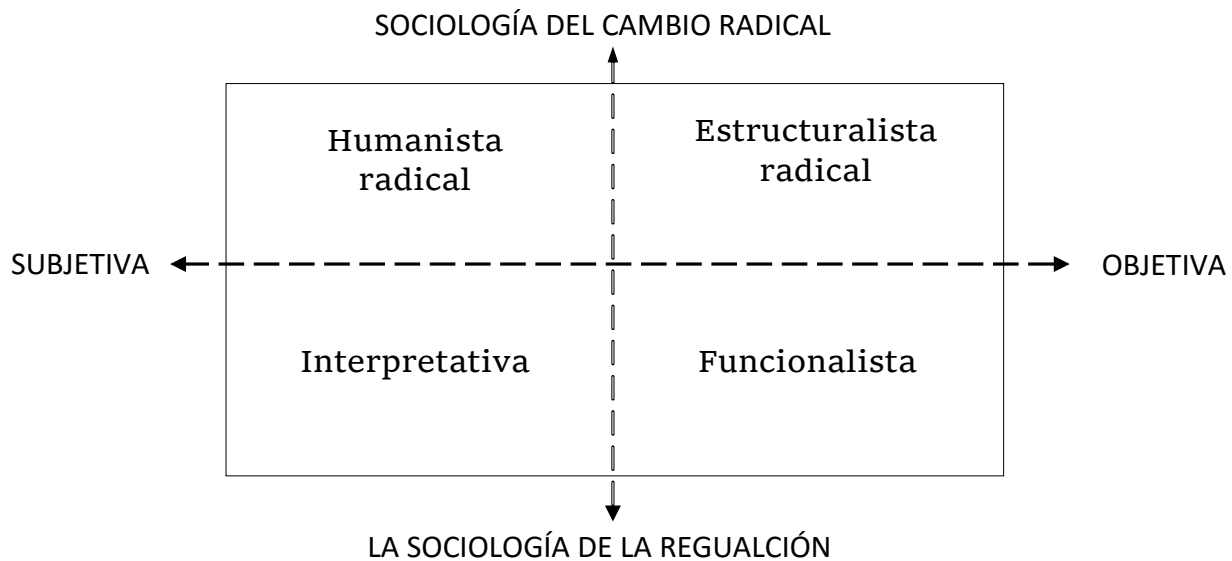 SOCIOLOGÍA DEL CAMBIO RADICAL
Humanista
radical
Estructuralista
radical
SUBJETIVA
OBJETIVA
Interpretativa
Funcionalista
LA SOCIOLOGÍA DE LA REGUALCIÓN